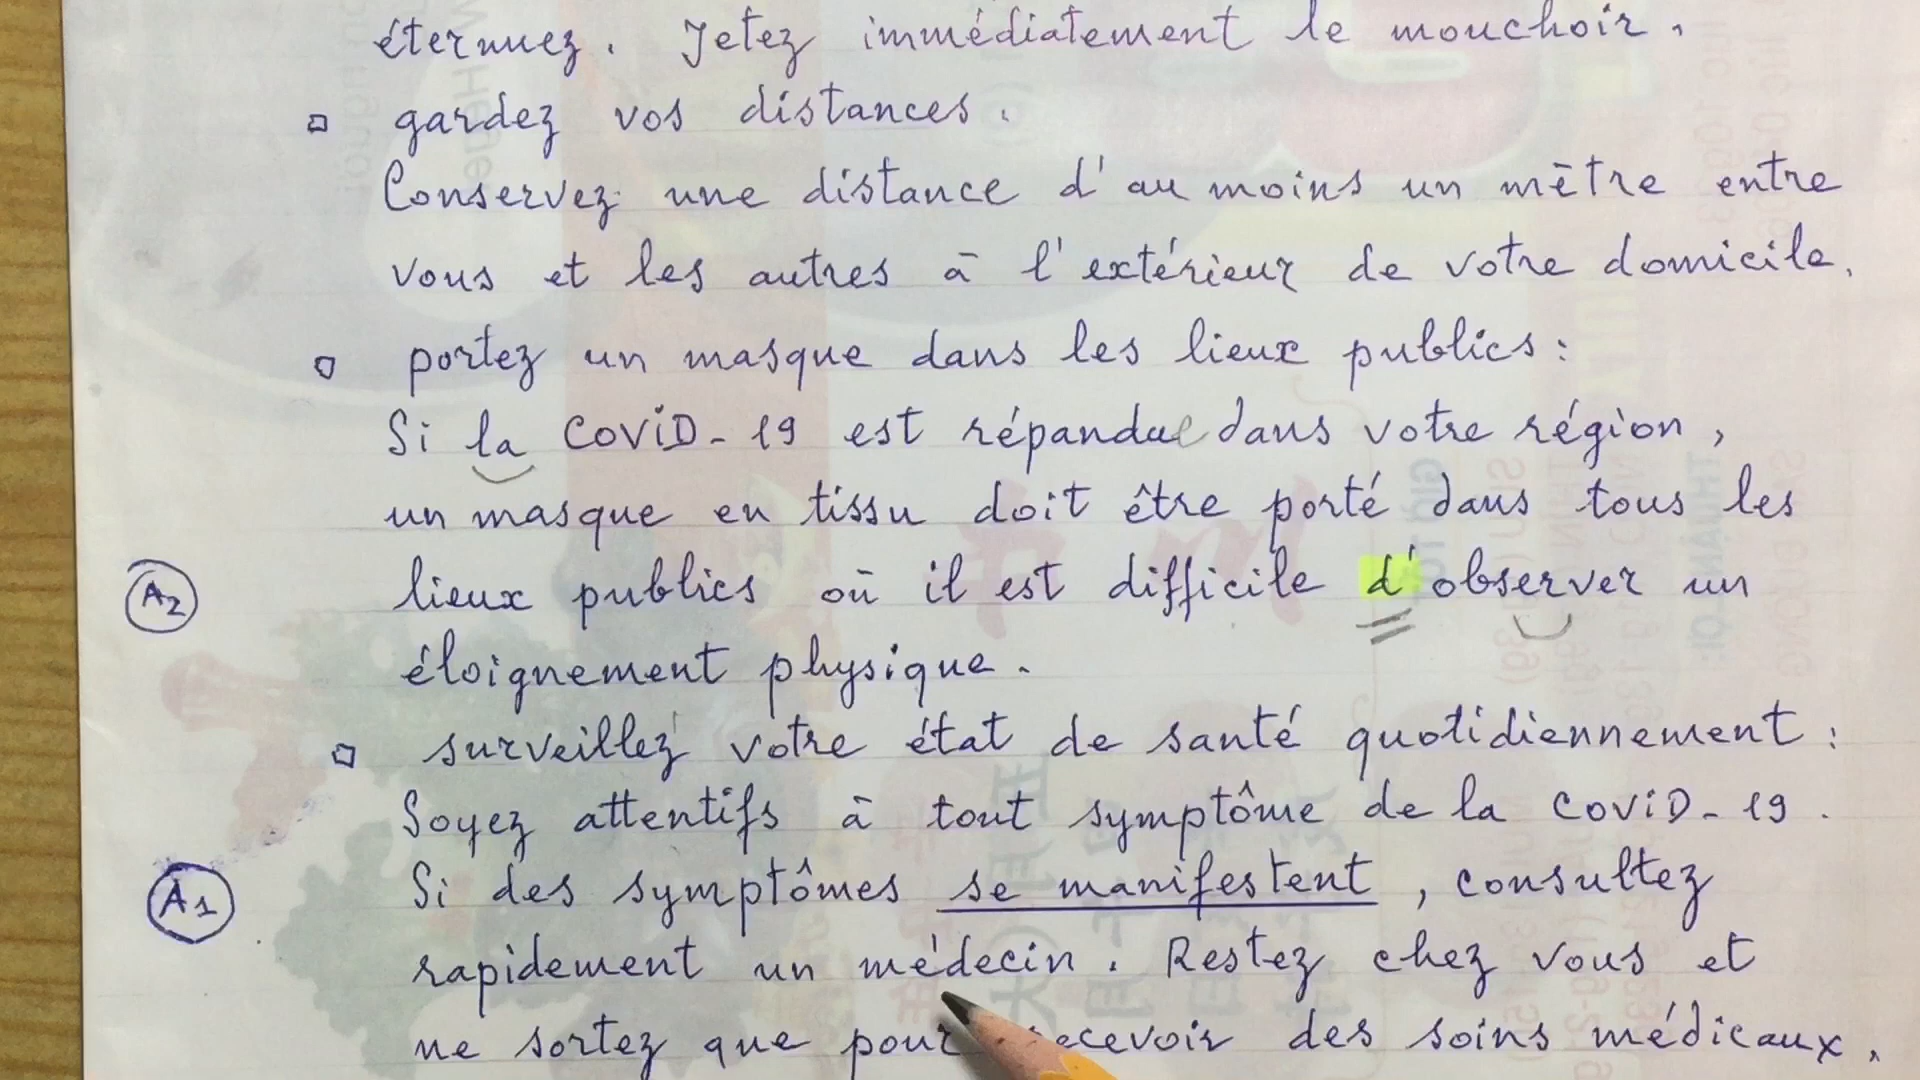 éternuez. Jetez immédiatement le mouchoir.
gardez vos distances.
Conservez une distance d'au moins un mètre entre
vous et les autres à l'extérieur de votre domicile.
portez un masque dans les lieux publics :
Si la COViD-19 est répandue dans votre région,
un masque en tissu doit être porté dans tous les
A2 lieux publics où il est difficile d'observer un
éloignement physique.
surveillez votre état de santé quotidiennement :
Soyez attentifs à tout symptôme de la COViD-19.
A1 Si des symptômes se manifestent, consultez
rapidement un médecin. Restez chez vous et
ne sortez que pour recevoir des soins médicaux.